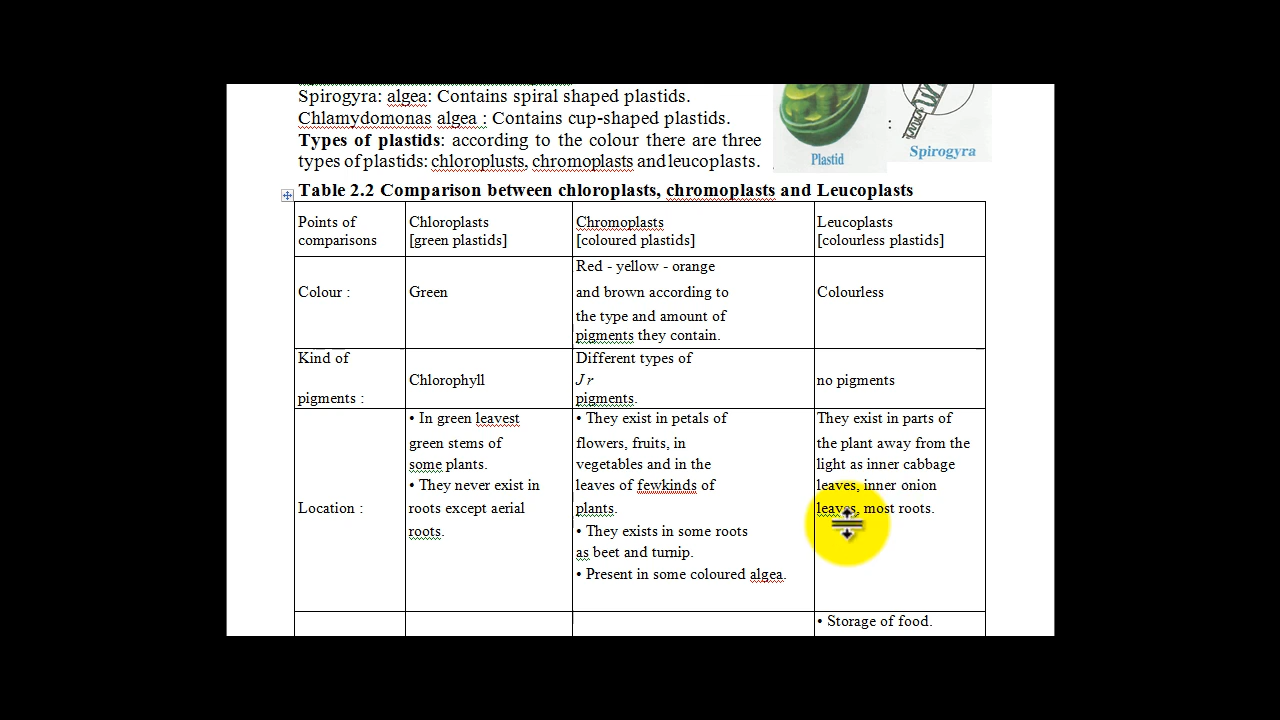 Spirogyra: algea: Contains spiral shaped plastids.
Chlamydomonas algea : Contains cup-shaped plastids.
Types of plastids: according to the colour there are three
types of plastids: chloroplusts, chromoplasts and leucoplasts.
:
Plastid
Spirogyra
Table 2.2 Comparison between chloroplasts, chromoplasts and Leucoplasts
Points of
comparisons
Chloroplasts
[green plastids]
Chromoplasts
[coloured plastids]
Leucoplasts
[colourless plastids]
Colour :
Green
Red - yellow - orange
and brown according to
the type and amount of
pigments they contain.
Colourless
Kind of
pigments :
Chlorophyll
Different types of
Jr
pigments.
no pigments
Location :
• In green leavest
green stems of
some plants.
• They never exist in
roots except aerial
roots.
• They exist in petals of
flowers, fruits, in
vegetables and in the
leaves of fewkinds of
plants.
• They exists in some roots
as beet and turnip.
• Present in some coloured algea.
They exist in parts of
the plant away from the
light as inner cabbage
leaves, inner onion
leaves, most roots.
• Storage of food.